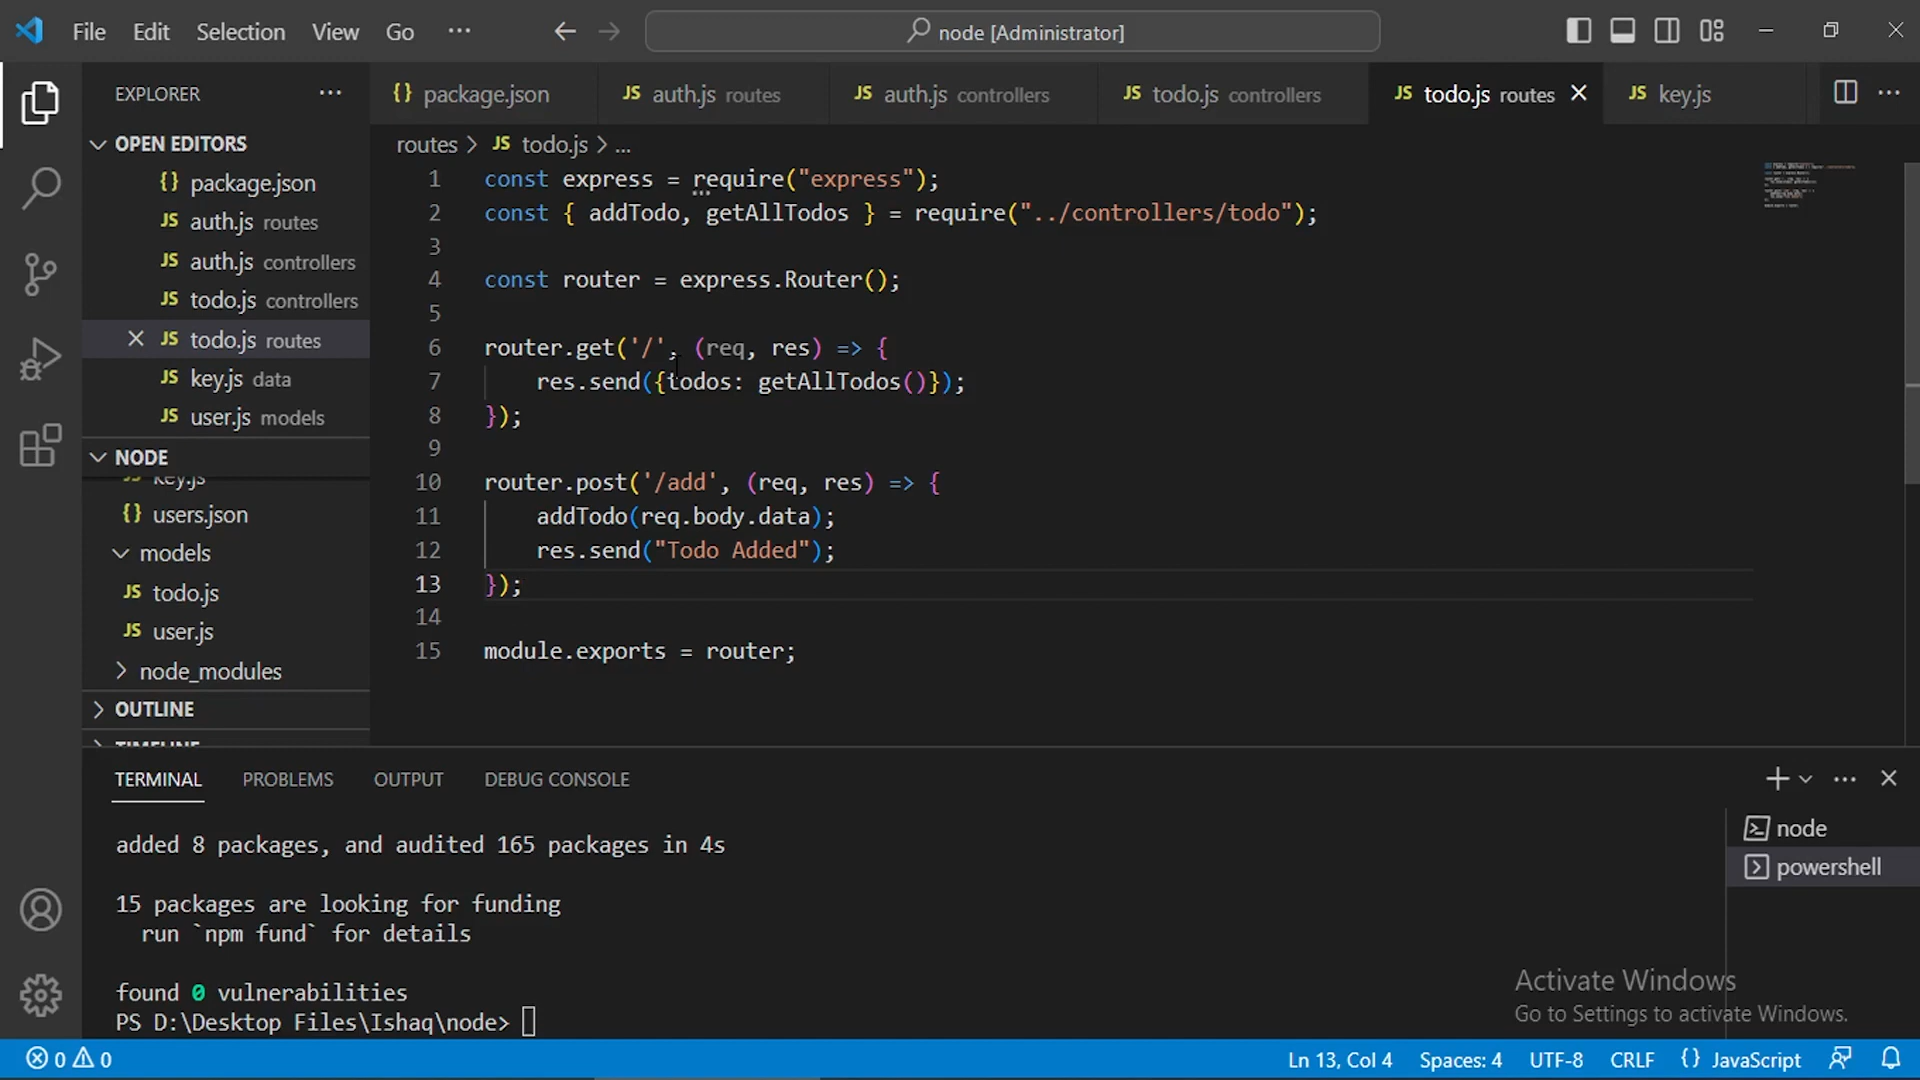 File Edit Selection View Go ... node [Administrator]
EXPLORER ...
{} package.json JS auth.js routes JS auth.js controllers JS todo.js controllers JS todo.js routes JS key.js ...
OPEN EDITORS
{} package.json
JS auth.js routes
JS auth.js controllers
JS todo.js controllers
JS todo.js routes
JS key.js data
JS user.js models
NODE
JS key.js
{} users.json
models
JS todo.js
JS user.js
node_modules
OUTLINE
TIMELINE
routes > JS todo.js > ...
1 const express = require("express");
2 const { addTodo, getAllTodos } = require("../controllers/todo");
3
4 const router = express.Router();
5
6 router.get('/', (req, res) => {
7 res.send({todos: getAllTodos()});
8 });
9
10 router.post('/add', (req, res) => {
11 addTodo(req.body.data);
12 res.send("Todo Added");
13 });
14
15 module.exports = router;
TERMINAL PROBLEMS OUTPUT DEBUG CONSOLE
added 8 packages, and audited 165 packages in 4s
15 packages are looking for funding
run `npm fund` for details
found 0 vulnerabilities
PS D:\Desktop Files\Ishaq\node>
node
powershell
Activate Windows
Go to Settings to activate Windows.
0 0 Ln 13, Col 4 Spaces: 4 UTF-8 CRLF {} JavaScript